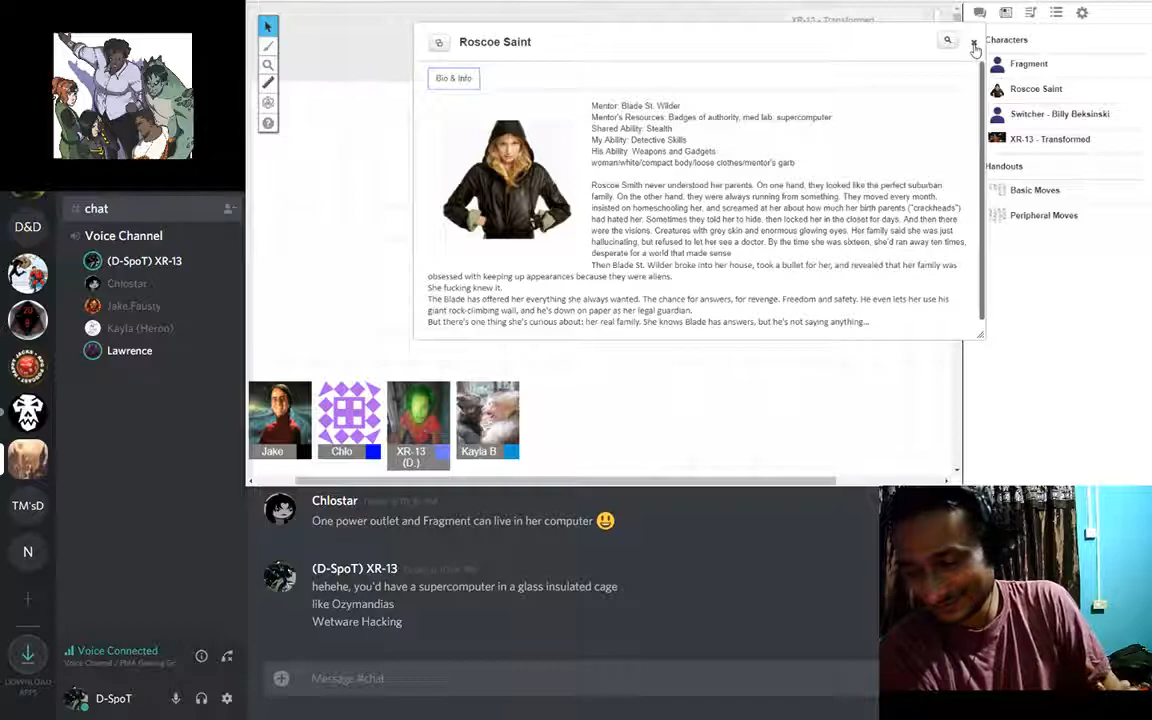 XR-13 - Transformed
Roscoe Saint
Bio & Info
Mentor: Blade St. Wilder
Mentor's Resources: Badges of authority, med lab, supercomputer
Shared Ability: Stealth
My Ability: Detective Skills
His Ability: Weapons and Gadgets
woman/white/compact body/loose clothes/mentor's garb
Roscoe Smith never understood her parents. On one hand, they looked like the perfect suburban
family. On the other hand, they were always running from something. They moved every month,
insisted on homeschooling her, and screamed at her about how much her birth parents ("crackheads")
had hated her. Sometimes they told her to hide, then locked her in the closet for days. And then there
were the visions. Creatures with grey skin and enormous glowing eyes. Her family said she was just
hallucinating, but refused to let her see a doctor. By the time she was sixteen, she'd ran away ten times,
desperate for a world that made sense
Then Blade St. Wilder broke into her house, took a bullet for her, and revealed that her family was
obsessed with keeping up appearances because they were aliens.
She fucking knew it.
The Blade has offered her everything she always wanted. The chance for answers, for revenge. Freedom and safety. He even lets her use his
giant rock-climbing wall, and he's down on paper as her legal guardian.
But there's one thing she's curious about: her real family. She knows Blade has answers, but he's not saying anything...
Characters
Fragment
Roscoe Saint
Switcher - Billy Beksinski
XR-13 - Transformed
Handouts
Basic Moves
Peripheral Moves
D&D
TM'sD
N
DOWNLOAD
APPS
# chat
Voice Channel
(D-SpoT) XR-13
Chlostar
Jake Fausty
Kayla (Heron)
Lawrence
Voice Connected
D-SpoT
Jake
Chlo
XR-13
(D.)
Kayla B
Chlostar
One power outlet and Fragment can live in her computer
(D-SpoT) XR-13
hehehe, you'd have a supercomputer in a glass insulated cage
like Ozymandias
Wetware Hacking
Message #chat